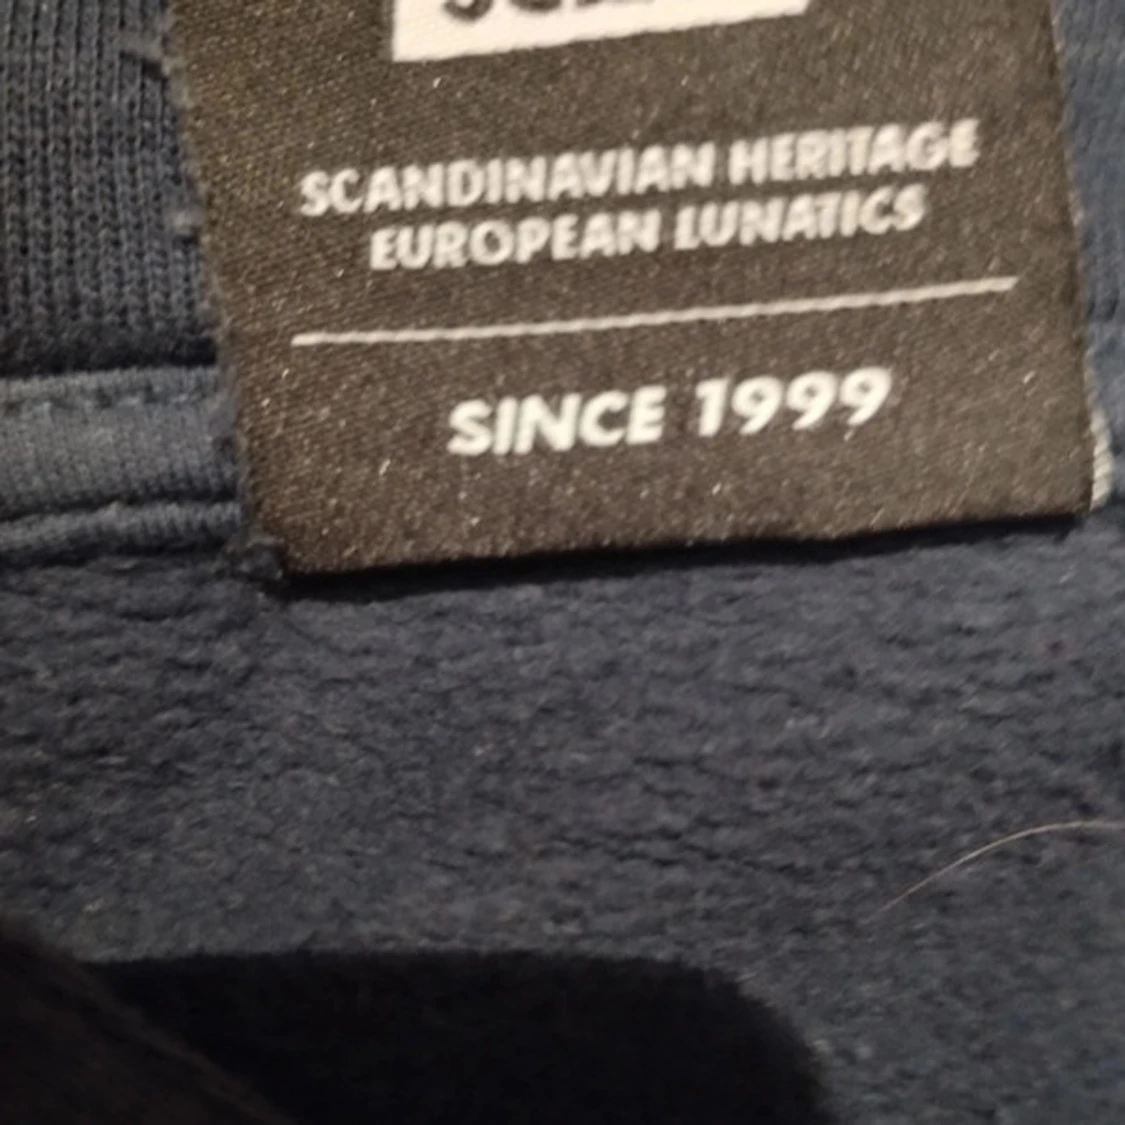 SCANDINAVIAN HERITAGE
EUROPEAN LUNATICS
SINCE 1999